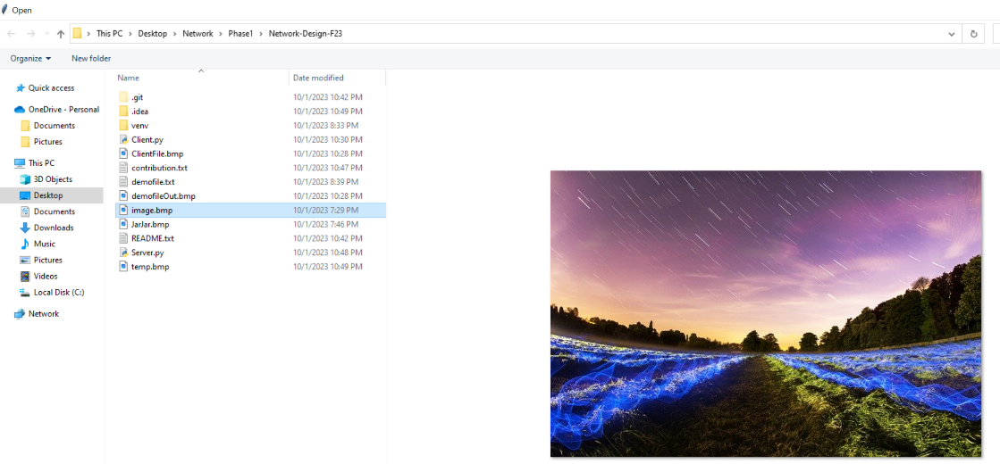 Open
This PC > Desktop > Network > Phase1 > Network-Design-F23
Organize New folder
Name Date modified
Quick access
OneDrive - Personal
Documents
Pictures
This PC
3D Objects
Desktop
Documents
Downloads
Music
Pictures
Videos
Local Disk (C:)
Network
.git 10/1/2023 10:42 PM
.idea 10/1/2023 10:49 PM
venv 10/1/2023 8:33 PM
Client.py 10/1/2023 10:30 PM
ClientFile.bmp 10/1/2023 10:28 PM
contribution.txt 10/1/2023 10:47 PM
demofile.txt 10/1/2023 8:39 PM
demofileOut.bmp 10/1/2023 10:28 PM
image.bmp 10/1/2023 7:29 PM
JarJar.bmp 10/1/2023 7:46 PM
README.txt 10/1/2023 10:42 PM
Server.py 10/1/2023 10:48 PM
temp.bmp 10/1/2023 10:49 PM